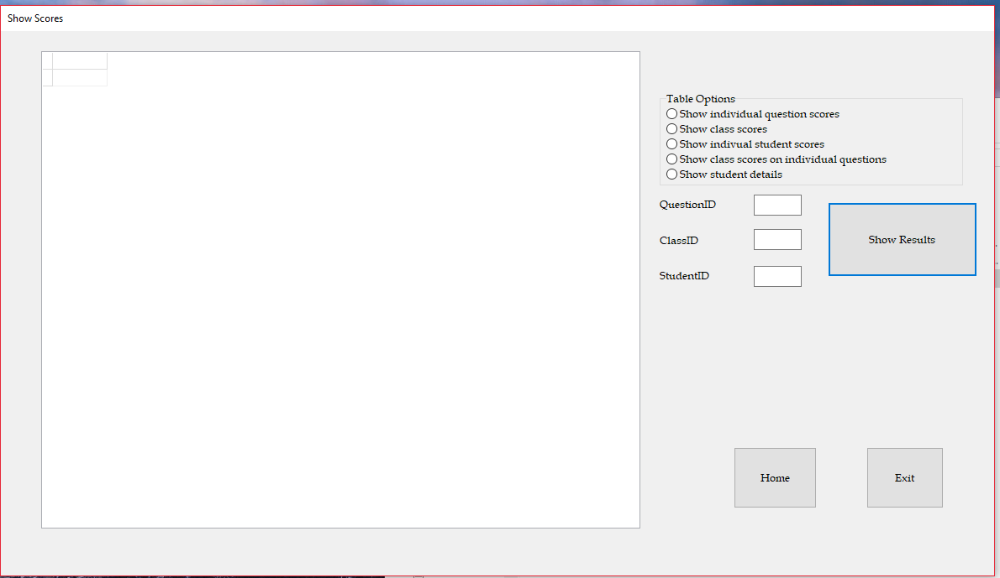 Show Scores
Table Options
Show individual question scores
Show class scores
Show indivual student scores
Show class scores on individual questions
Show student details
QuestionID
ClassID
Show Results
StudentID
Home
Exit